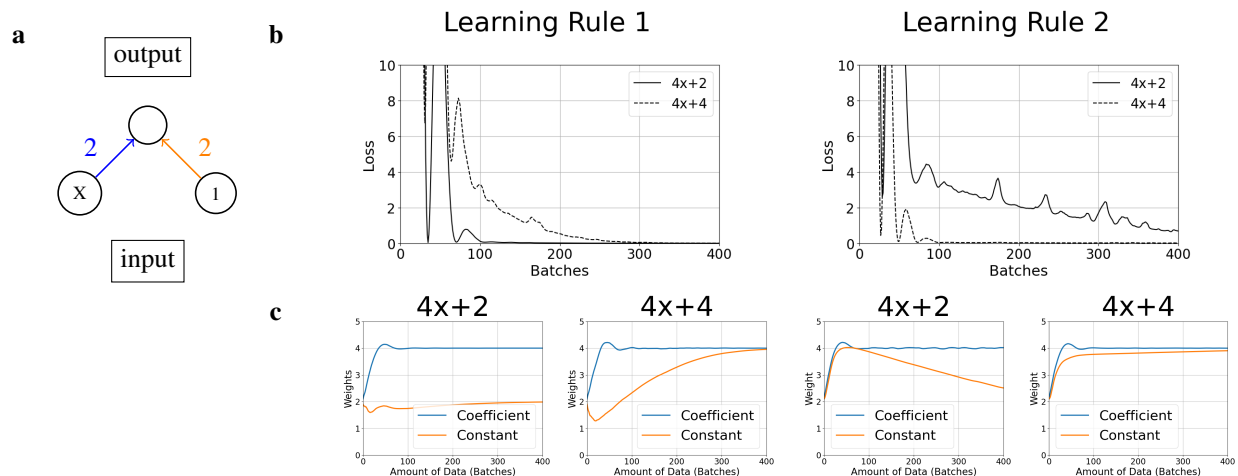 a
output
2
2
X
1
input
b
Learning Rule 1
10
8
6
4
2
0
Loss
4x+2
4x+4
0
100
200
300
400
Batches
Learning Rule 2
10
8
6
4
2
0
Loss
4x+2
4x+4
0
100
200
300
400
Batches
c
4x+2
5
4
3
2
1
0
Weights
Coefficient
Constant
0
100
200
300
400
Amount of Data (Batches)
4x+4
5
4
3
2
1
0
Weights
Coefficient
Constant
0
100
200
300
400
Amount of Data (Batches)
4x+2
5
4
3
2
1
0
Weight
Coefficient
Constant
0
100
200
300
400
Amount of Data (Batches)
4x+4
5
4
3
2
1
0
Weight
Coefficient
Constant
0
100
200
300
400
Amount of Data (Batches)